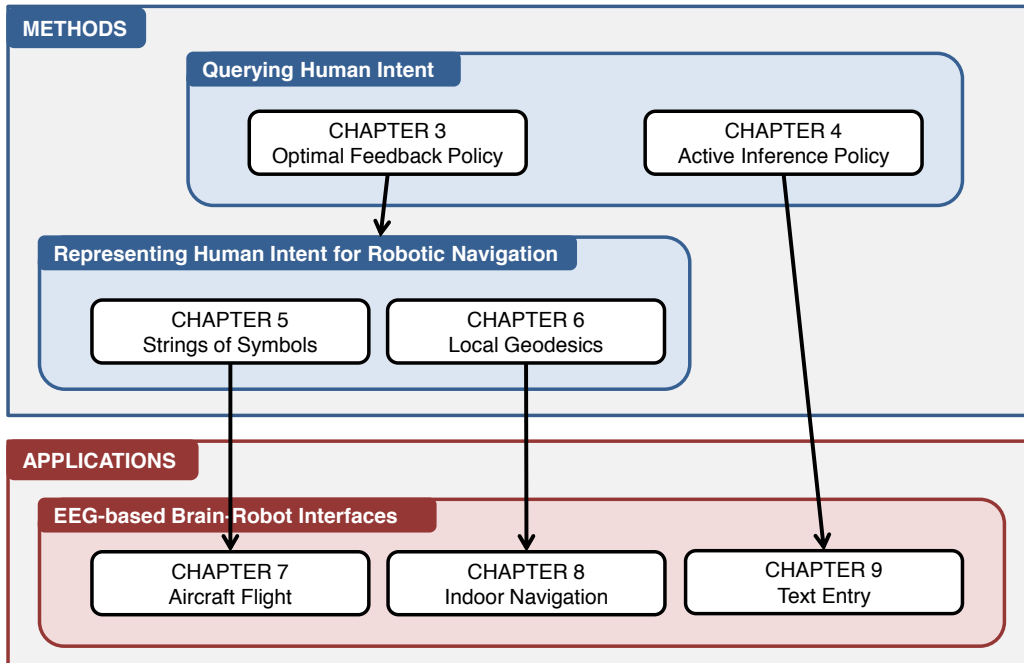 METHODS
Querying Human Intent
CHAPTER 3
Optimal Feedback Policy
CHAPTER 4
Active Inference Policy
Representing Human Intent for Robotic Navigation
CHAPTER 5
Strings of Symbols
CHAPTER 6
Local Geodesics
APPLICATIONS
EEG-based Brain-Robot Interfaces
CHAPTER 7
Aircraft Flight
CHAPTER 8
Indoor Navigation
CHAPTER 9
Text Entry